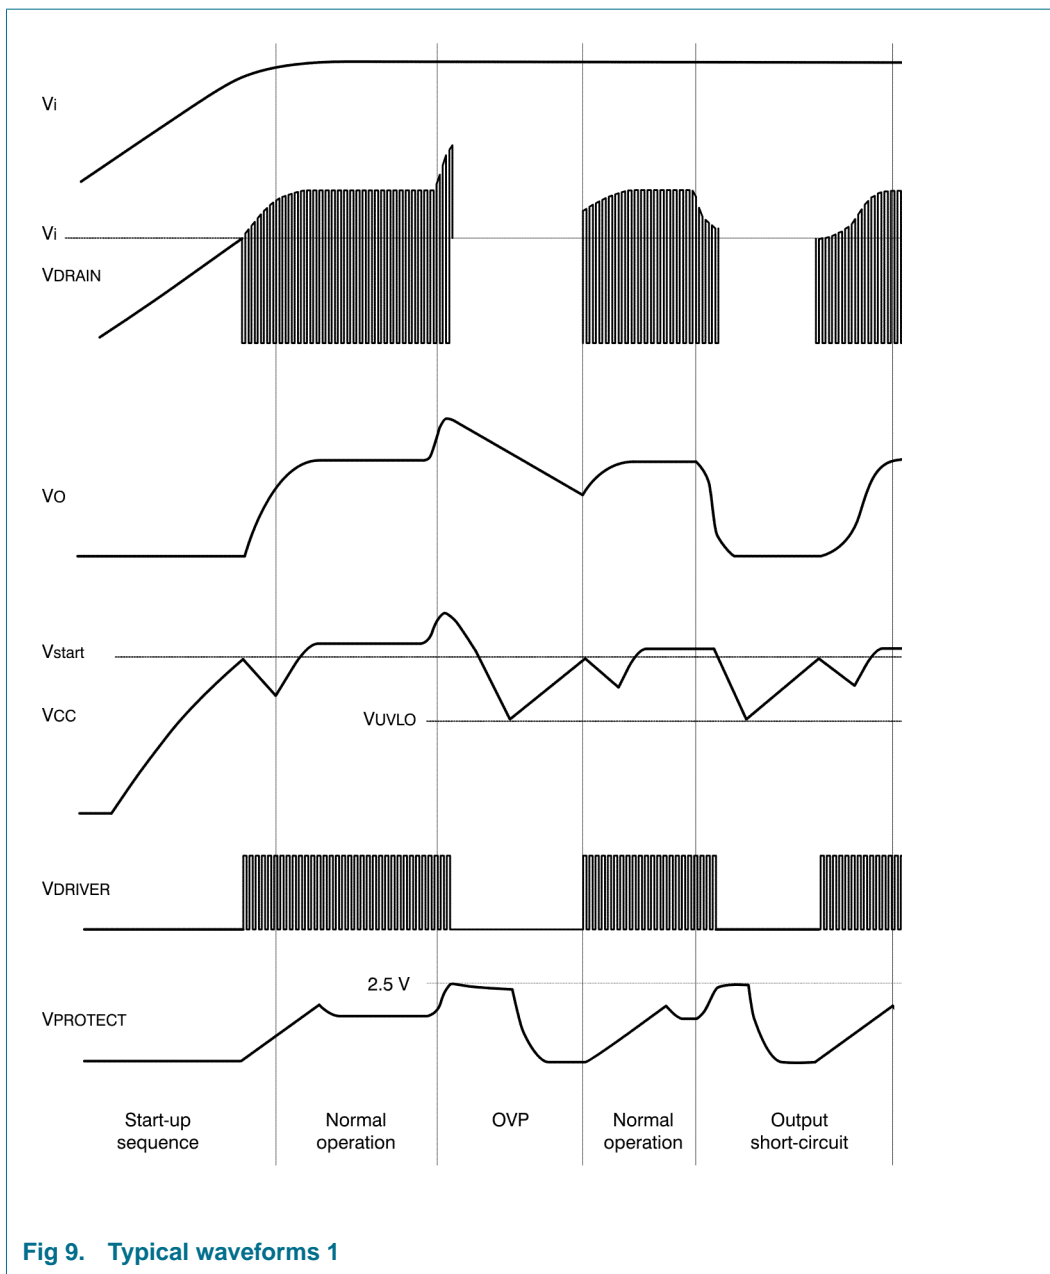 Vi
Vi
VDRAIN
VO
Vstart
VCC
VUVLO
VDRIVER
2.5 V
VPROTECT
Start-up
sequence
Normal
operation
OVP
Normal
operation
Output
short-circuit
Fig 9. Typical waveforms 1